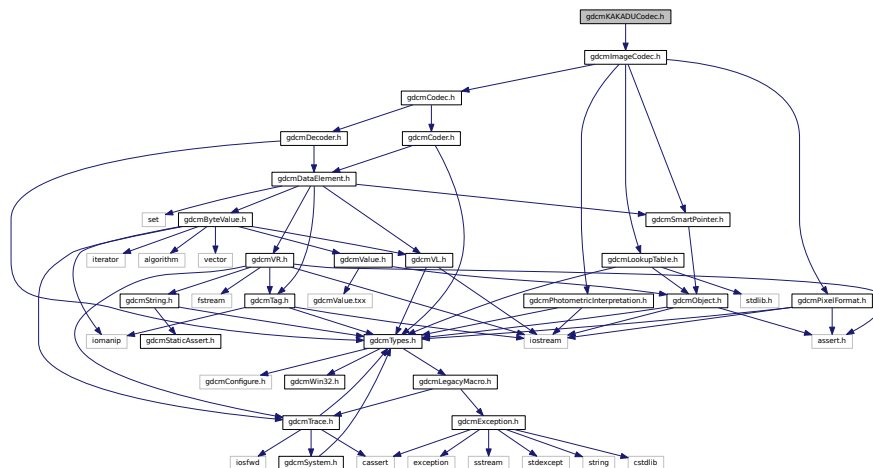 gdcmKAKADUCodec.h
gdcmImageCodec.h
gdcmCodec.h
gdcmDecoder.h
gdcmCoder.h
gdcmDataElement.h
set
gdcmByteValue.h
gdcmSmartPointer.h
iterator
algorithm
vector
gdcmVR.h
gdcmValue.h
gdcmVL.h
gdcmLookupTable.h
gdcmString.h
fstream
gdcmTag.h
gdcmValue.txx
gdcmPhotometricInterpretation.h
gdcmObject.h
stdlib.h
gdcmPixelFormat.h
iomanip
gdcmStaticAssert.h
gdcmTypes.h
iostream
assert.h
gdcmConfigure.h
gdcmWin32.h
gdcmLegacyMacro.h
gdcmTrace.h
gdcmException.h
iosfwd
gdcmSystem.h
cassert
exception
sstream
stdexcept
string
cstdlib